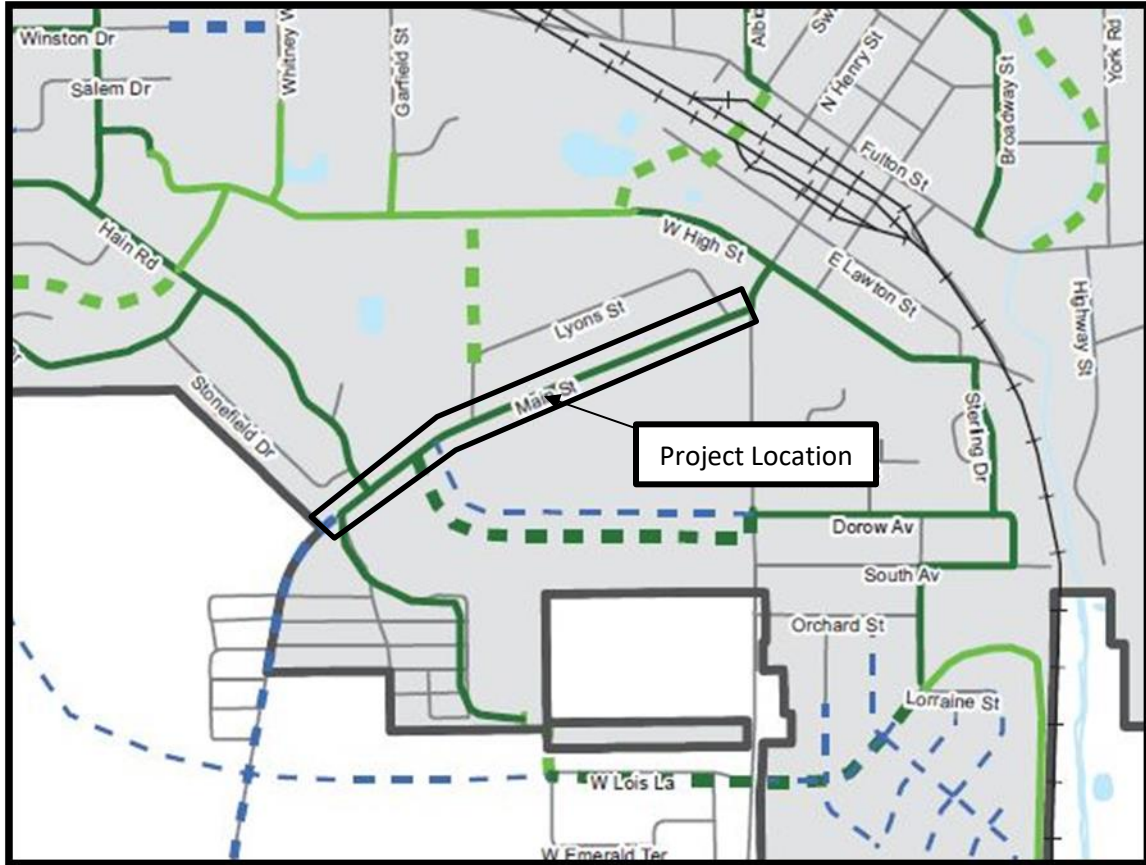 Winston Dr
Whitney W
Garfield St
Albi
Sw
York Rd
Salem Dr
N Henry St
Broadway St
Fulton St
Hain Rd
W High St
E Lawton St
Lyons St
Highway St
Main St
Stonefield Dr
Sterling Dr
Project Location
Dorow Av
South Av
Orchard St
Lorraine St
W Lois La
W Emerald Ter